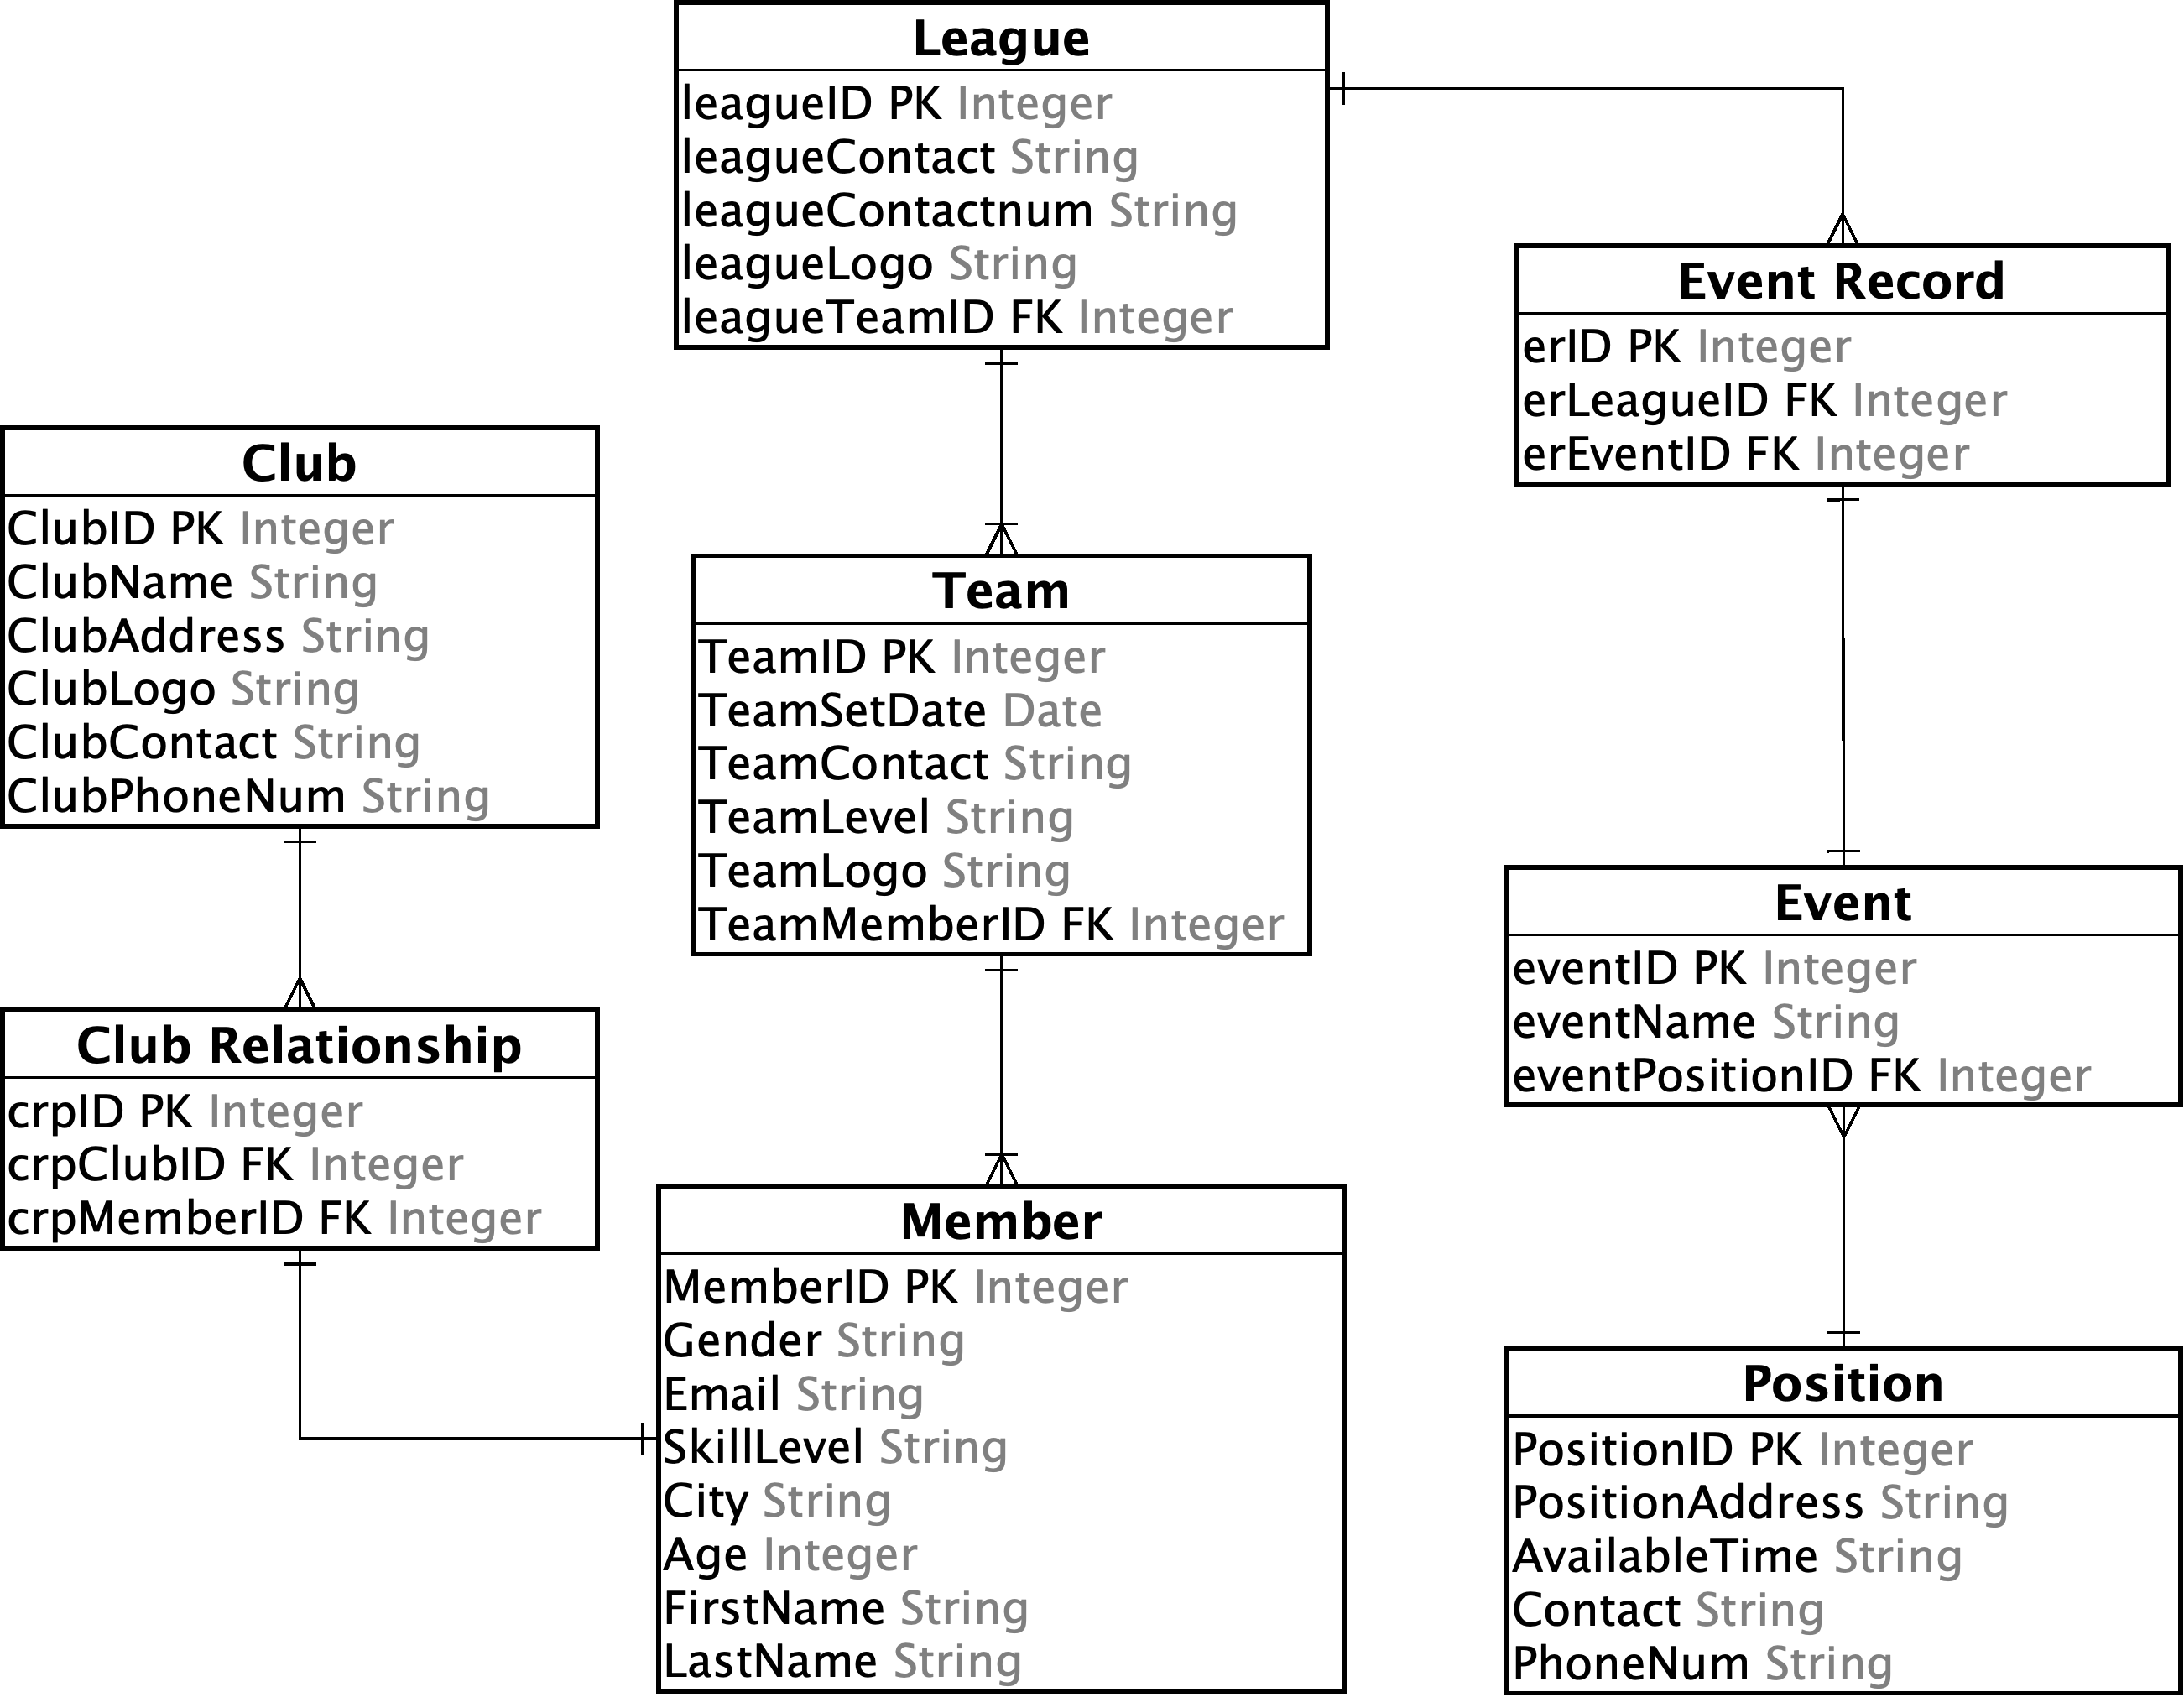 League
leagueID PK Integer
leagueContact String
leagueContactnum String
leagueLogo String
leagueTeamID FK Integer
Event Record
erID PK Integer
erLeagueID FK Integer
erEventID FK Integer
Club
ClubID PK Integer
ClubName String
ClubAddress String
ClubLogo String
ClubContact String
ClubPhoneNum String
Team
TeamID PK Integer
TeamSetDate Date
TeamContact String
TeamLevel String
TeamLogo String
TeamMemberID FK Integer
Event
eventID PK Integer
eventName String
eventPositionID FK Integer
Club Relationship
crpID PK Integer
crpClubID FK Integer
crpMemberID FK Integer
Member
MemberID PK Integer
Gender String
Email String
SkillLevel String
City String
Age Integer
FirstName String
LastName String
Position
PositionID PK Integer
PositionAddress String
AvailableTime String
Contact String
PhoneNum String